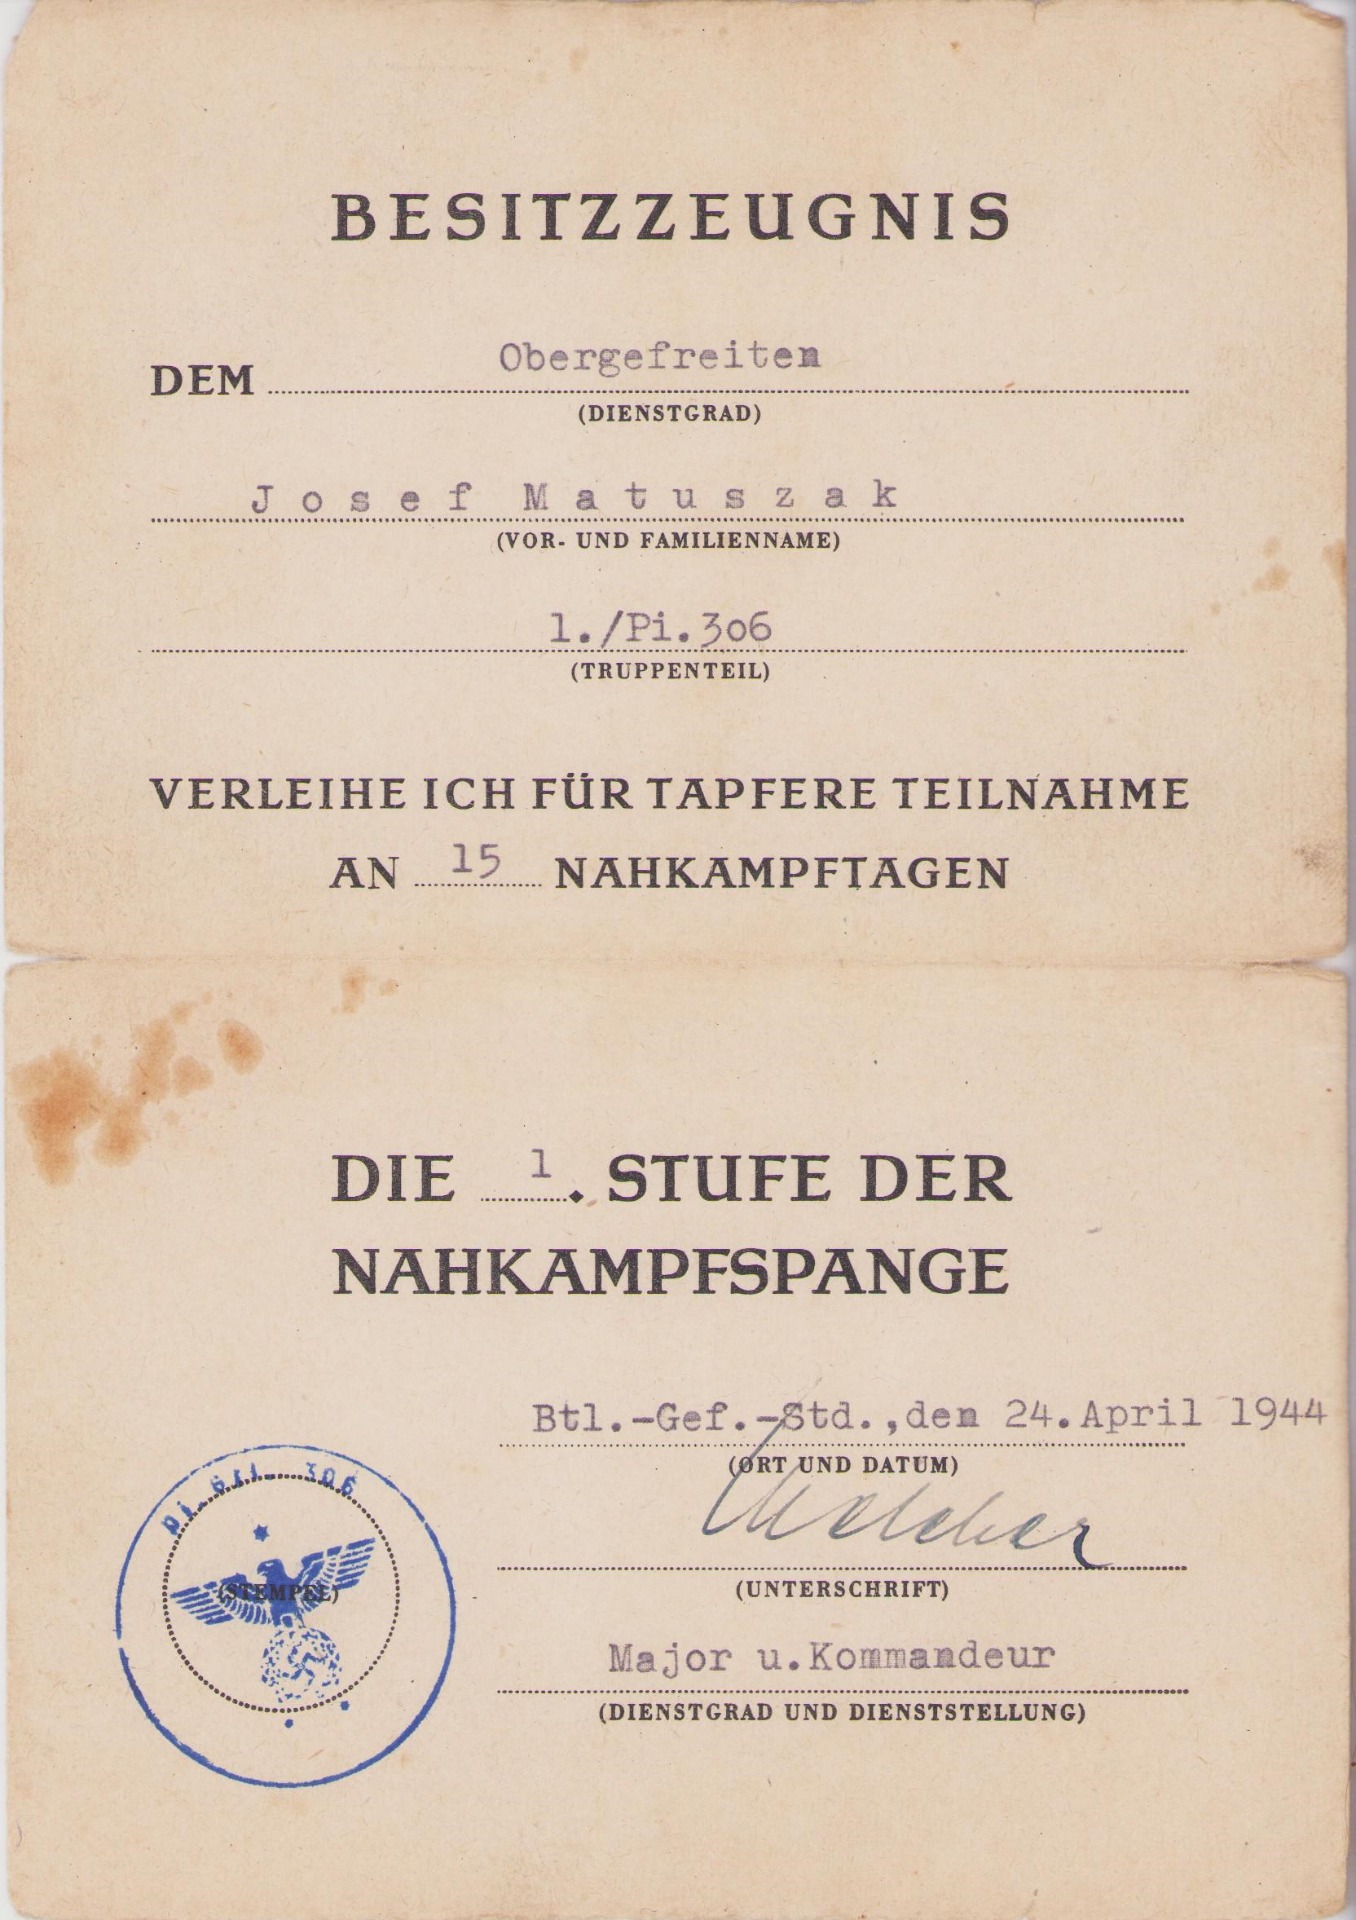 BESITZZEUGNIS
DEM Obergefreiten
(DIENSTGRAD)
Josef Matuszak
(VOR- UND FAMILIENNAME)
1./Pi.306
(TRUPPENTEIL)
VERLEIHE ICH FÜR TAPFERE TEILNAHME
AN 15 NAHKAMPFTAGEN
DIE 1. STUFE DER
NAHKAMPFSPANGE
Btl.-Gef.-Std.,den 24.April 1944
(ORT UND DATUM)
(UNTERSCHRIFT)
Major u.Kommandeur
(DIENSTGRAD UND DIENSTSTELLUNG)
306
(STEMPEL)